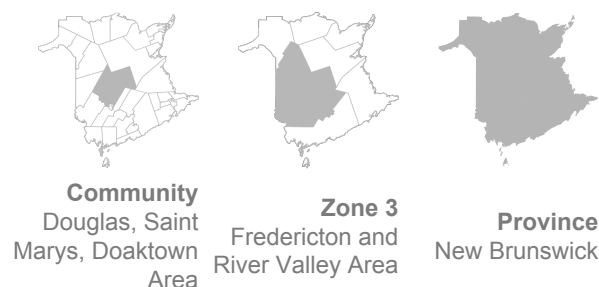 Community
Douglas, Saint
Marys, Doaktown
Area
Zone 3
Fredericton and
River Valley Area
Province
New Brunswick